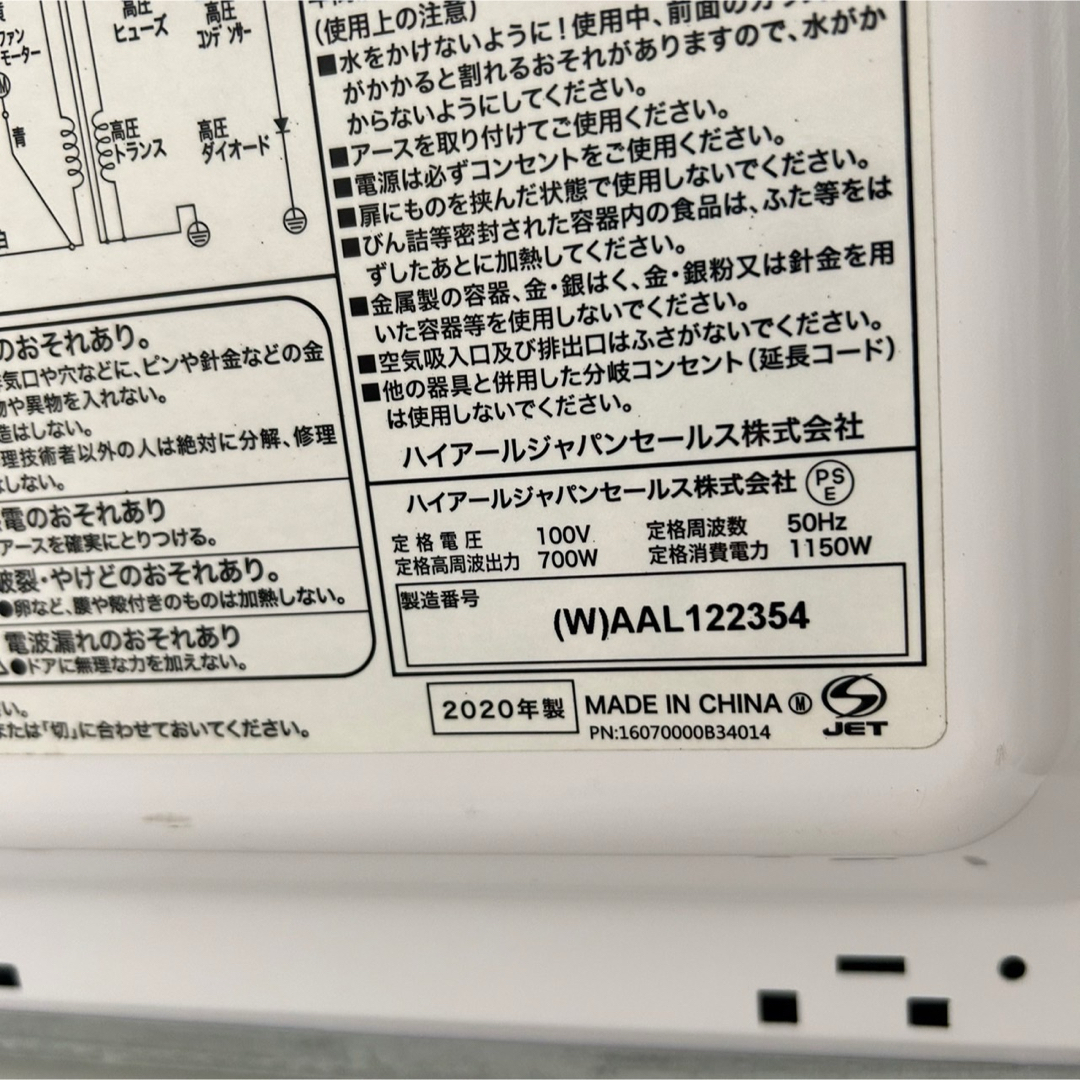 高圧
ヒューズ
高圧
コンデンサー
ファン
モーター
M
青
高圧
トランス
高圧
ダイオード
白
(使用上の注意)
■水をかけないように!使用中、前面の
がかかると割れるおそれがありますので、水がか
からないようにしてください。
■アースを取り付けてご使用ください。
■電源は必ずコンセントをご使用ください。
■扉にものを挟んだ状態で使用しないでください。
■びん詰等密封された容器内の食品は、ふた等をは
ずしたあとに加熱してください。
■金属製の容器、金・銀はく、金・銀粉又は針金を用
いた容器等を使用しないでください。
■空気吸入口及び排出口はふさがないでください。
■他の器具と併用した分岐コンセント(延長コード)
は使用しないでください。
ハイアールジャパンセールス株式会社
のおそれあり。
気口や穴などに、ピンや針金などの金
物や異物を入れない。
造はしない。
理技術者以外の人は絶対に分解、修理
しない。
電のおそれあり
アースを確実にとりつける。
破裂・やけどのおそれあり。
●卵など、膜や殻付きのものは加熱しない。
電波漏れのおそれあり
●ドアに無理な力を加えない。
さい。
または「切」に合わせておいてください。
ハイアールジャパンセールス株式会社 PSE
定格電圧 100V 定格周波数 50Hz
定格高周波出力 700W 定格消費電力 1150W
製造番号
(W)AAL122354
2020年製 MADE IN CHINA M JET
PN:16070000B34014